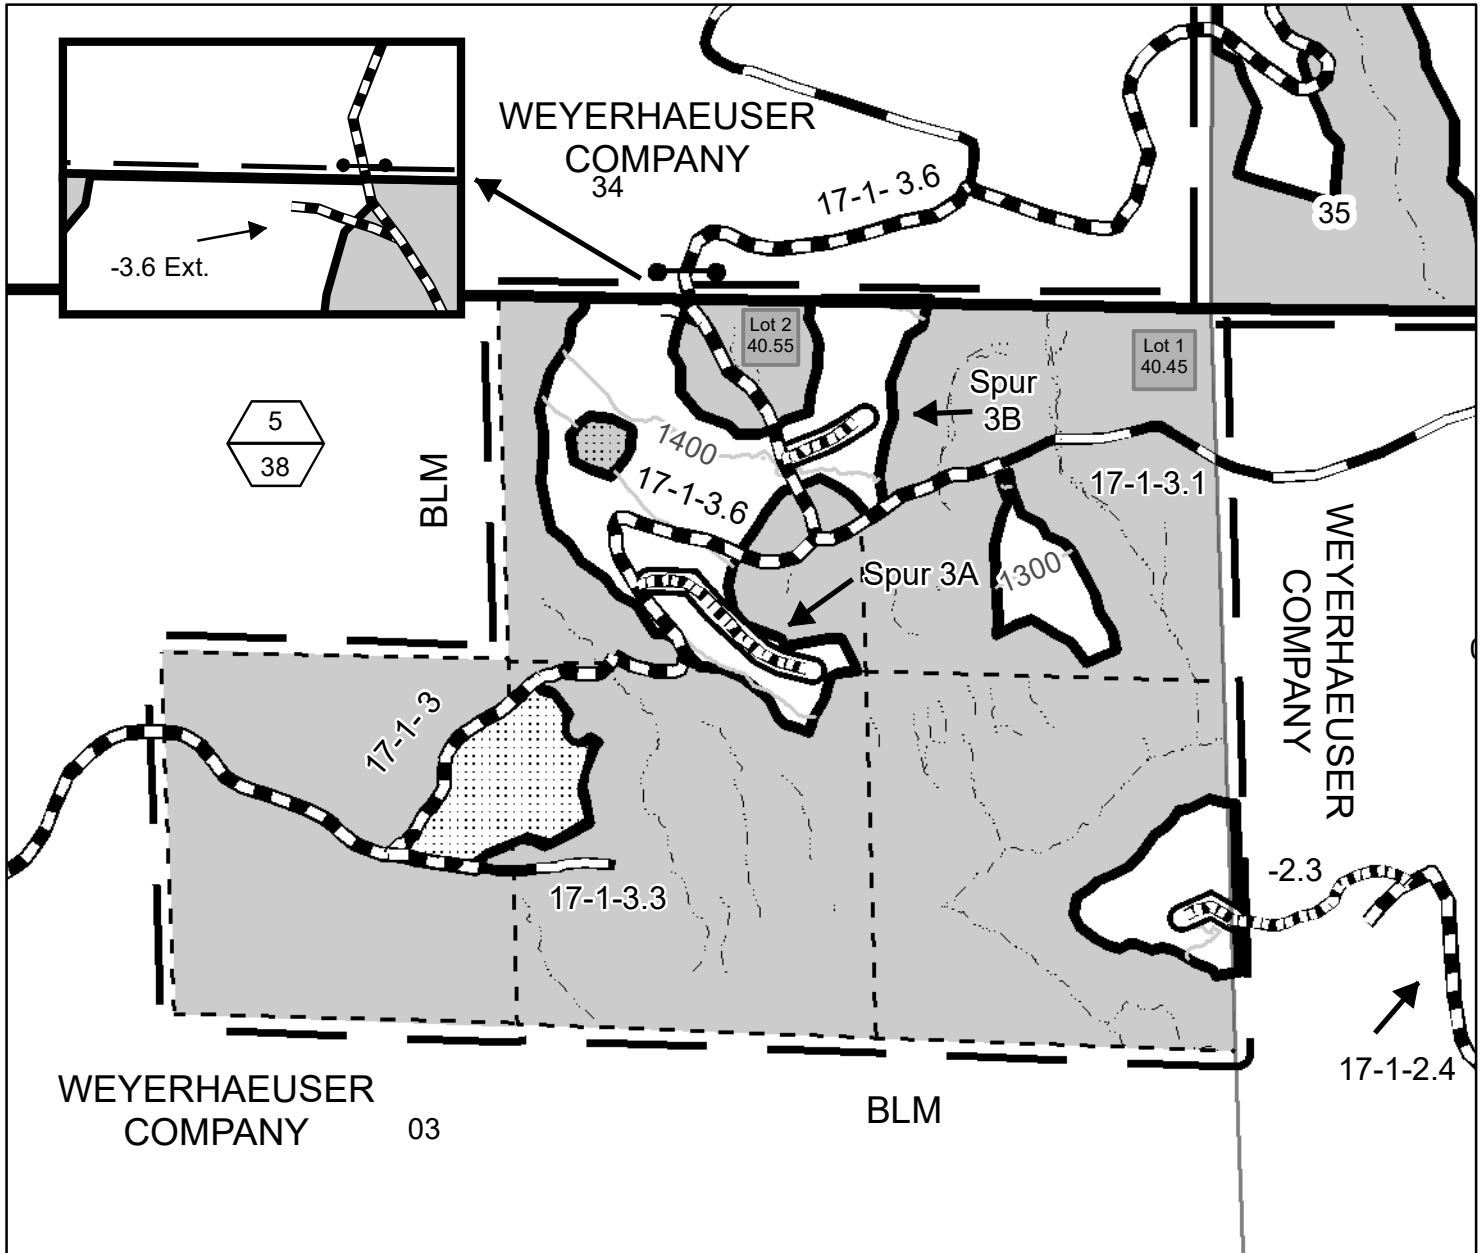 WEYERHAEUSER
COMPANY
34
17-1- 3.6
35
-3.6 Ext.
Lot 2
40.55
Lot 1
40.45
Spur
3B
5
38
BLM
1400
17-1-3.6
17-1-3.1
Spur 3A
1300
WEYERHAEUSER
COMPANY
17-1- 3
17-1-3.3
-2.3
17-1-2.4
WEYERHAEUSER
COMPANY
03
BLM